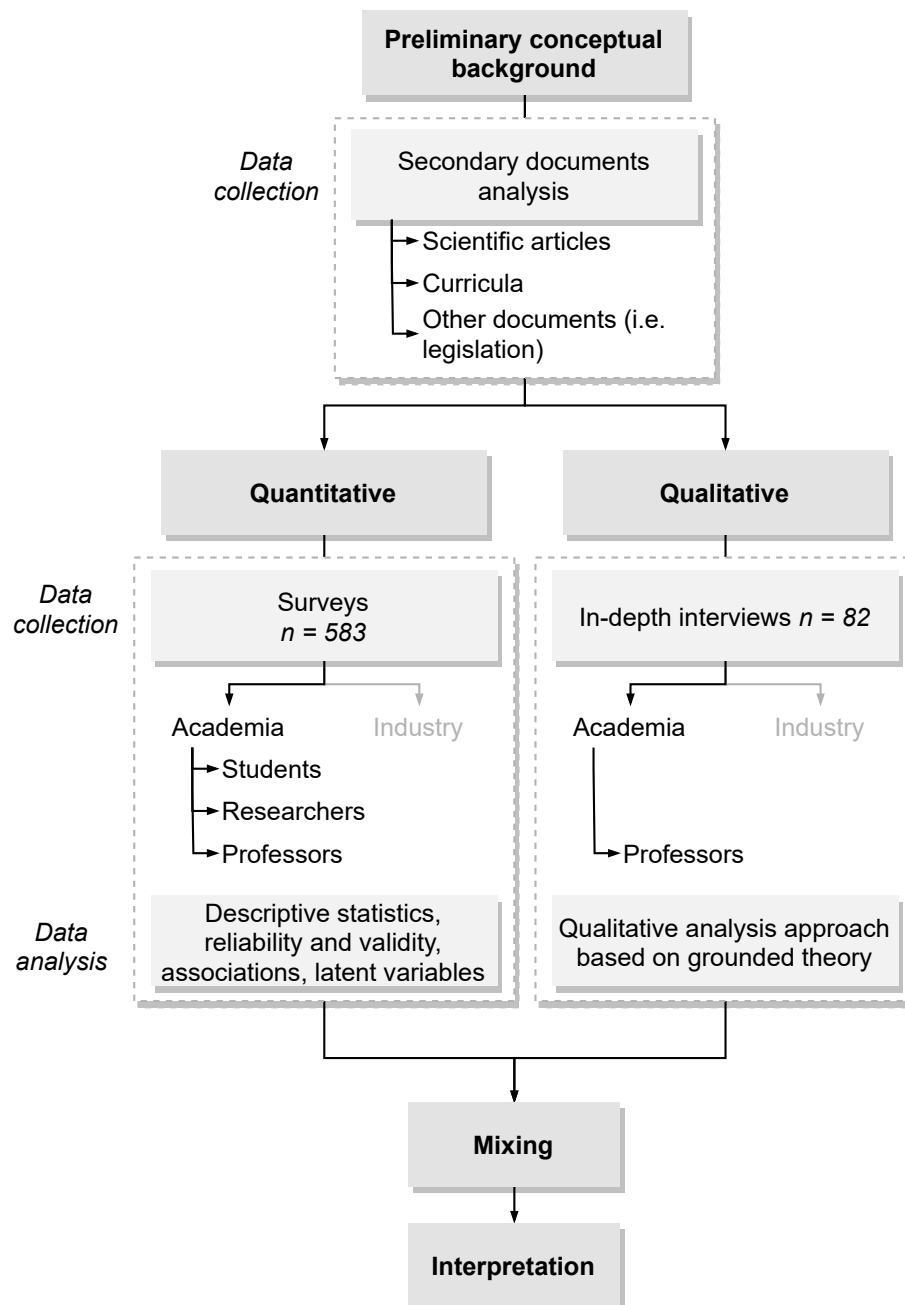 Preliminary conceptual
background
Data
collection
Secondary documents
analysis
Scientific articles
Curricula
Other documents (i.e.
legislation)
Quantitative
Qualitative
Data
collection
Surveys
n = 583
In-depth interviews n = 82
Academia
Industry
Academia
Industry
Students
Researchers
Professors
Professors
Data
analysis
Descriptive statistics,
reliability and validity,
associations, latent variables
Qualitative analysis approach
based on grounded theory
Mixing
Interpretation